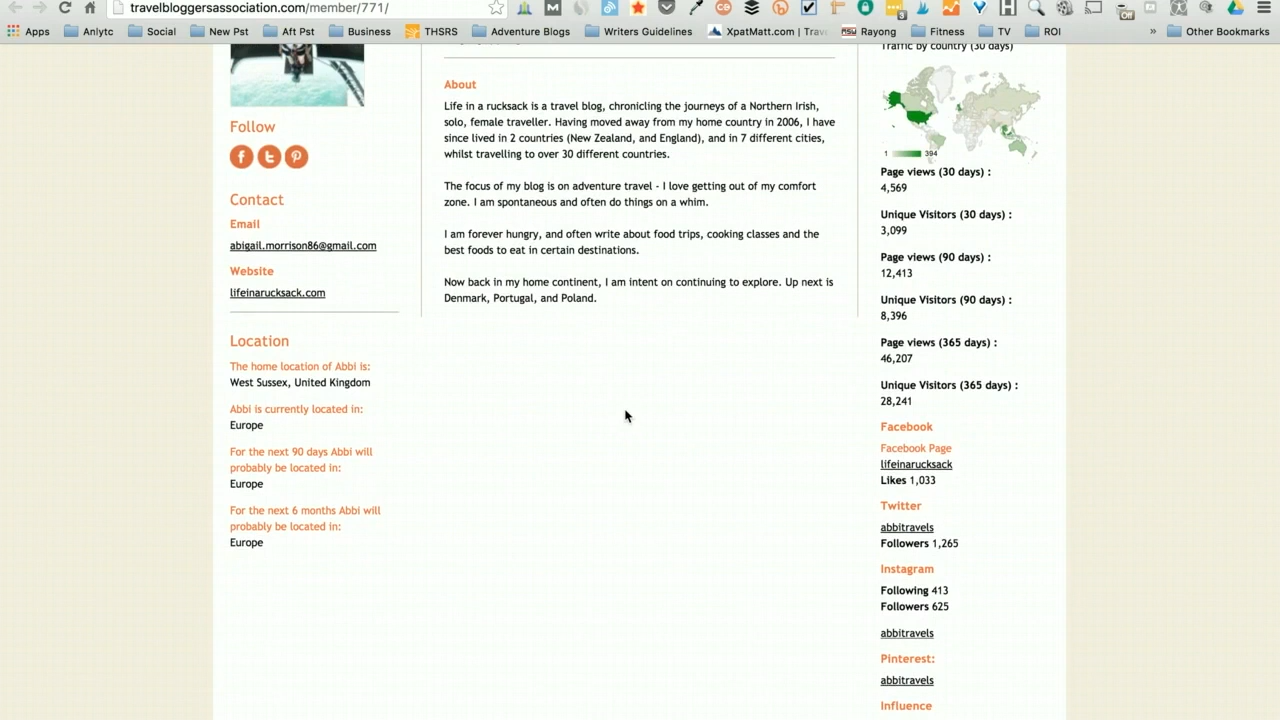 travelbloggersassociation.com/member/771/
Apps
Anlytc
Social
New Pst
Aft Pst
Business
THSRS
Adventure Blogs
Writers Guidelines
XpatMatt.com | Trav
Rayong
Fitness
TV
ROI
»
Other Bookmarks
3
Off
Follow
Contact
Email
abigail.morrison86@gmail.com
Website
lifeinarucksack.com
Location
The home location of Abbi is:
West Sussex, United Kingdom
Abbi is currently located in:
Europe
For the next 90 days Abbi will
probably be located in:
Europe
For the next 6 months Abbi will
probably be located in:
Europe
About
Life in a rucksack is a travel blog, chronicling the journeys of a Northern Irish,
solo, female traveller. Having moved away from my home country in 2006, I have
since lived in 2 countries (New Zealand, and England), and in 7 different cities,
whilst travelling to over 30 different countries.
The focus of my blog is on adventure travel - I love getting out of my comfort
zone. I am spontaneous and often do things on a whim.
I am forever hungry, and often write about food trips, cooking classes and the
best foods to eat in certain destinations.
Now back in my home continent, I am intent on continuing to explore. Up next is
Denmark, Portugal, and Poland.
Traffic by country (30 days)
1 394
Page views (30 days) :
4,569
Unique Visitors (30 days) :
3,099
Page views (90 days) :
12,413
Unique Visitors (90 days) :
8,396
Page views (365 days) :
46,207
Unique Visitors (365 days) :
28,241
Facebook
Facebook Page
lifeinarucksack
Likes 1,033
Twitter
abbitravels
Followers 1,265
Instagram
Following 413
Followers 625
abbitravels
Pinterest:
abbitravels
Influence